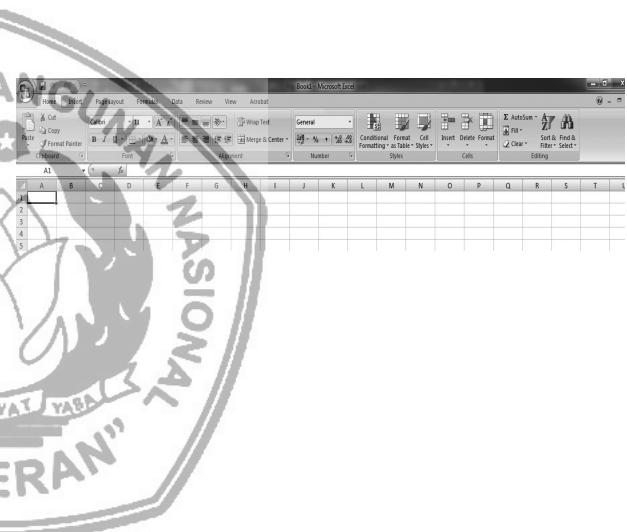 Book1 - Microsoft Excel
Home Insert Page Layout Formulas Data Review View Acrobat
Paste Cut Copy Format Painter
Calibri 11
Wrap Text
Merge & Center
General
Conditional Formatting Format as Table Cell Styles
Insert Delete Format
Σ AutoSum Fill Clear
Sort & Filter Find & Select
Clipboard Font Alignment Number Styles Cells Editing
A1 fx
A B C D E F G H I J K L M N O P Q R S T U
1
2
3
4
5
ANGUNAN NASIONAL
YAT YABA
ERAN”